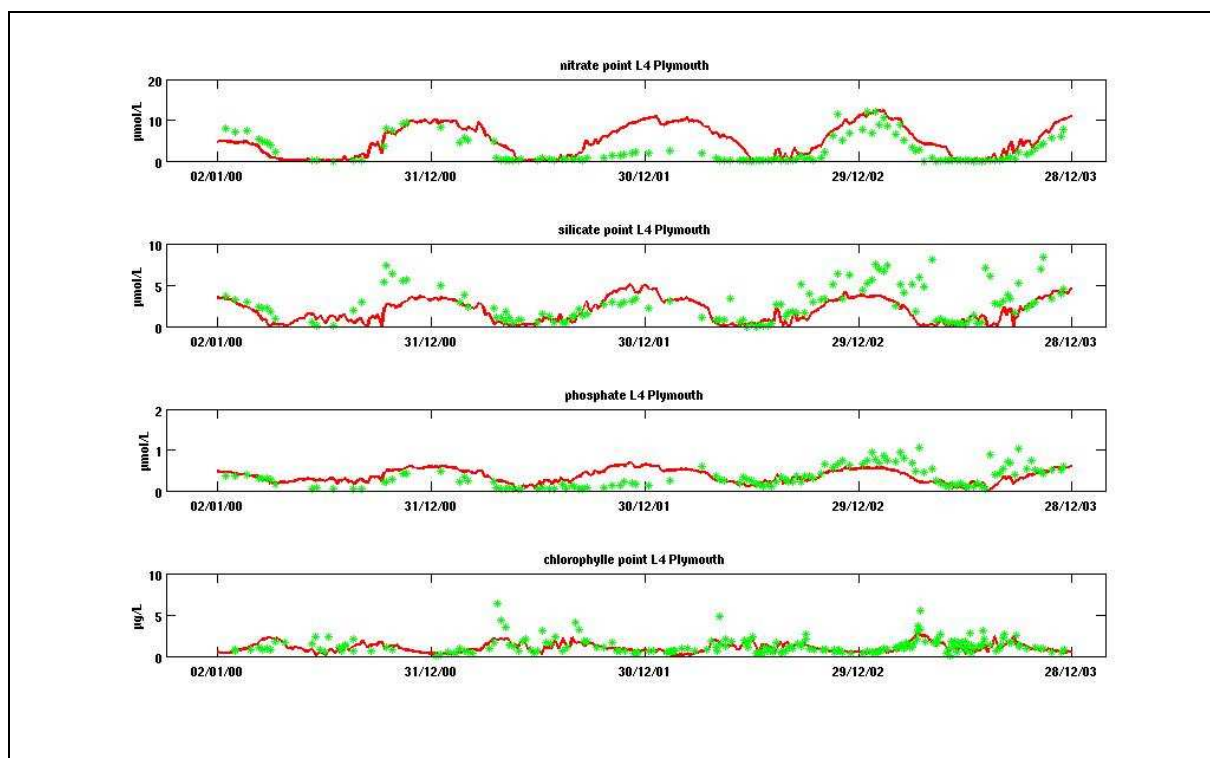 nitrate point L4 Plymouth
20
10
0
µmol/L
02/01/00 31/12/00 30/12/01 29/12/02 28/12/03
silicate point L4 Plymouth
10
5
0
µmol/L
02/01/00 31/12/00 30/12/01 29/12/02 28/12/03
phosphate L4 Plymouth
2
1
0
µmol/L
02/01/00 31/12/00 30/12/01 29/12/02 28/12/03
chlorophylle point L4 Plymouth
10
5
0
µg/L
02/01/00 31/12/00 30/12/01 29/12/02 28/12/03